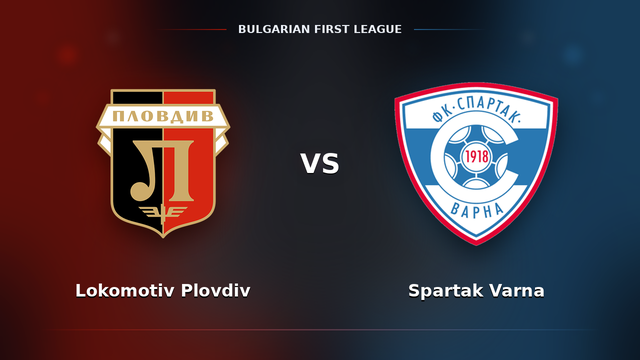 BULGARIAN FIRST LEAGUE
ПЛОВДИВ
Л
ФК·СПАРТАК·
С
1918
ВАРНА
VS
Lokomotiv Plovdiv
Spartak Varna